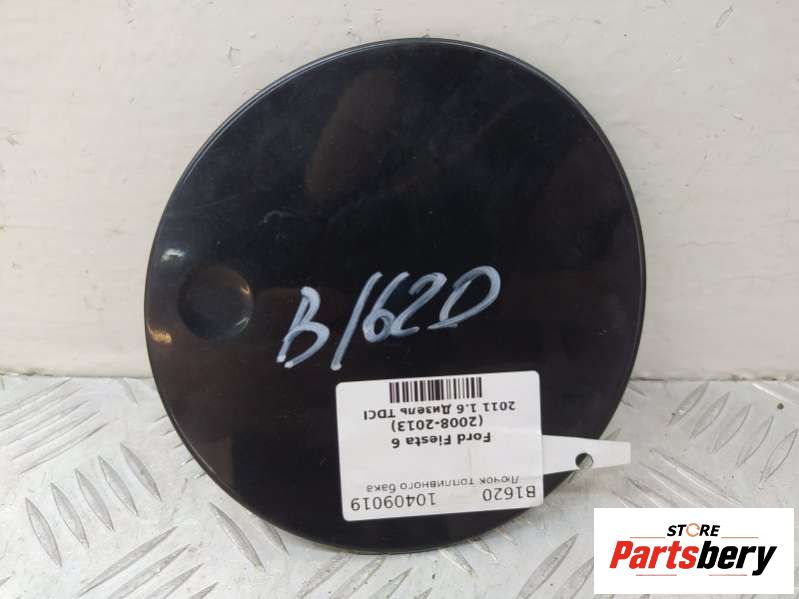 B1620
B1620 10409019
Лючок топливного бака
Ford Fiesta 6
(2008-2013)
2011 1.6 Дизель TDCI
STORE
Partsbery